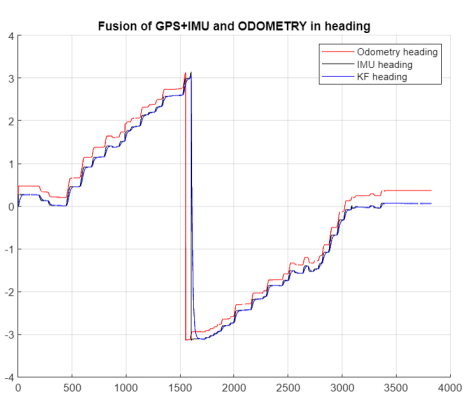 Fusion of GPS+IMU and ODOMETRY in heading
Odometry heading
IMU heading
KF heading
4
3
2
1
0
-1
-2
-3
-4
0 500 1000 1500 2000 2500 3000 3500 4000